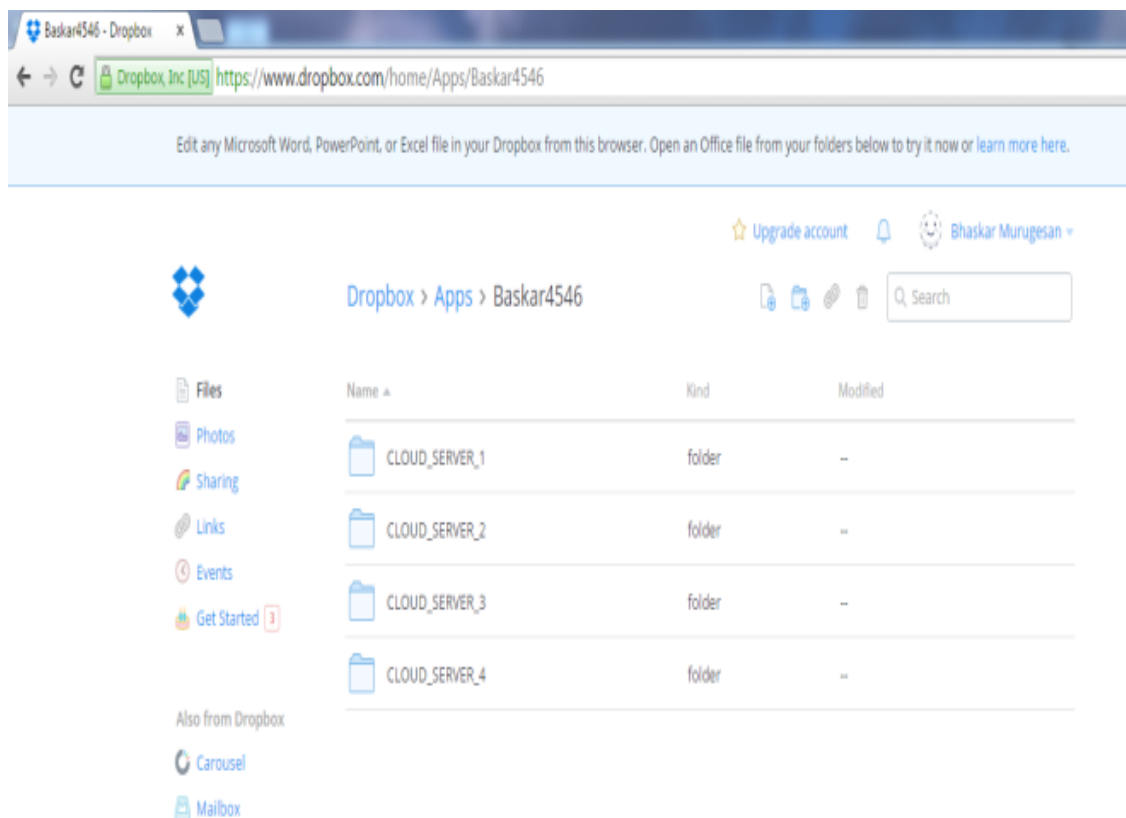 Baskar4546 - Dropbox x
Dropbox, Inc [US] https://www.dropbox.com/home/Apps/Baskar4546
Edit any Microsoft Word, PowerPoint, or Excel file in your Dropbox from this browser. Open an Office file from your folders below to try it now or learn more here.
Upgrade account Bhaskar Murugesan
Dropbox > Apps > Baskar4546 Search
Files Name Kind Modified
Photos
CLOUD_SERVER_1 folder --
Sharing
Links CLOUD_SERVER_2 folder --
Events
CLOUD_SERVER_3 folder --
Get Started 3
CLOUD_SERVER_4 folder --
Also from Dropbox
Carousel
Mailbox